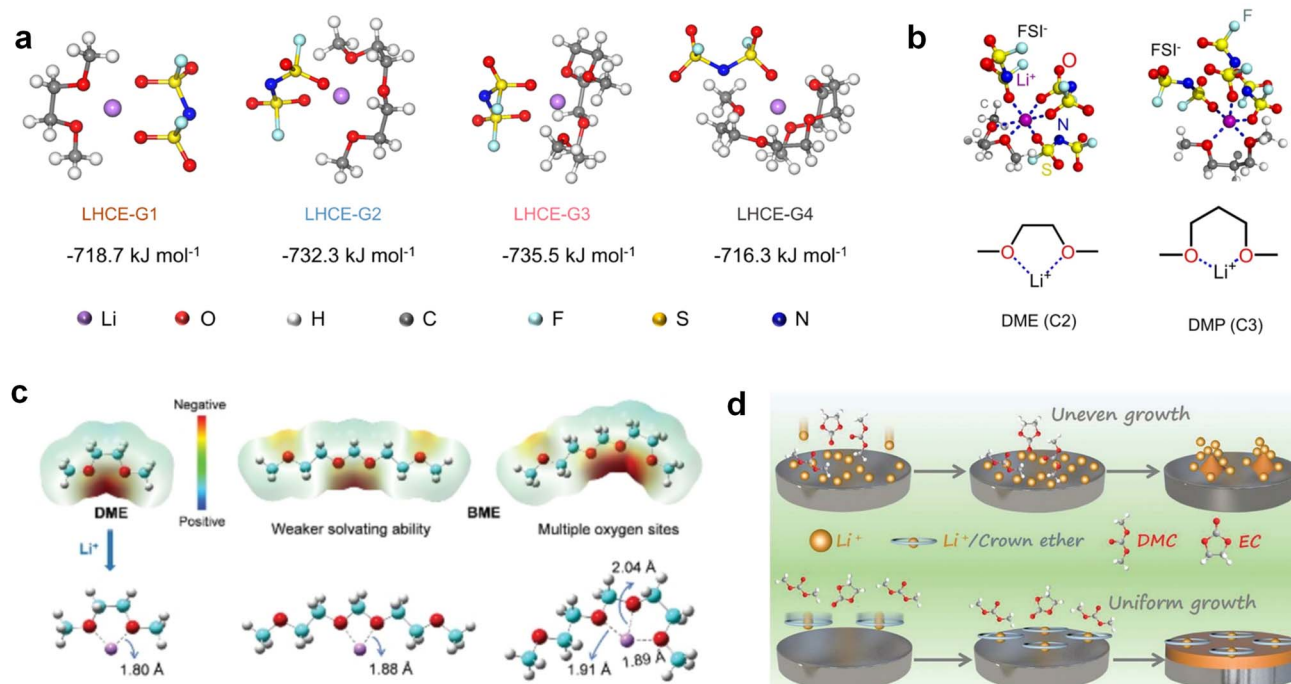 a
LHCE-G1 LHCE-G2 LHCE-G3 LHCE-G4
-718.7 kJ mol⁻¹ -732.3 kJ mol⁻¹ -735.5 kJ mol⁻¹ -716.3 kJ mol⁻¹
Li O H C F S N
b
FSI⁻ O Li⁺ C H N S
FSI⁻ F
O O Li⁺
O O Li⁺
DME (C2) DMP (C3)
c
Negative
Positive
DME
Weaker solvating ability
BME
Multiple oxygen sites
Li⁺
1.80 Å
1.88 Å
2.04 Å
1.91 Å
1.89 Å
d
Uneven growth
Li⁺ Li⁺/Crown ether DMC EC
Uniform growth